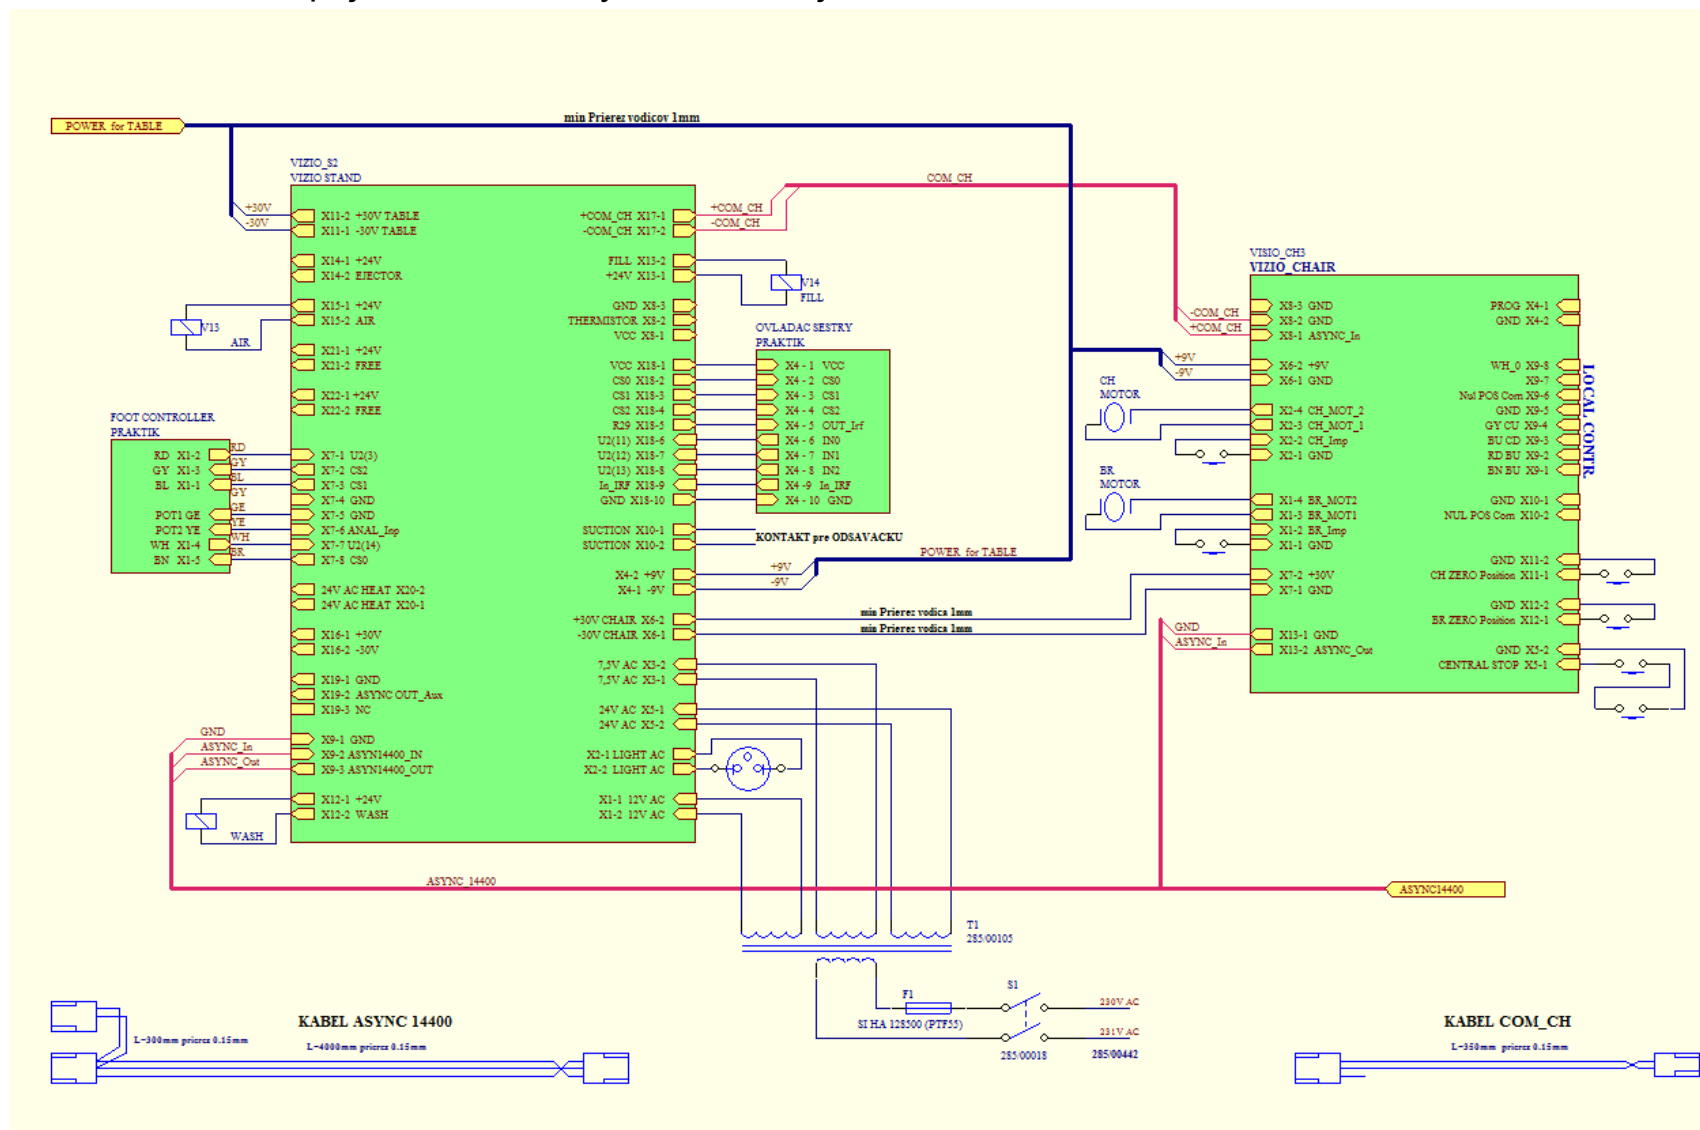 POWER for TABLE
min Prierez vodicov 1mm
VIZIO_S2
VIZIO STAND
+30V
-30V
X11-2 +30V TABLE
X11-1 -30V TABLE
X14-1 +24V
X14-2 EJECTOR
X15-1 +24V
X15-2 AIR
V13
AIR
X21-1 +24V
X21-2 FREE
X22-1 +24V
X22-2 FREE
FOOT CONTROLLER
PRAKTIK
RD X1-2
GY X1-3
BL X1-1
POT1 GE
POT2 YE
WH X1-4
BN X1-5
RD
GY
BL
GY
GE
YE
WH
BR
X7-1 U2(3)
X7-2 CS2
X7-3 CS1
X7-4 GND
X7-5 GND
X7-6 ANAL_Inp
X7-7 U2(14)
X7-8 CS0
24V AC HEAT X20-2
24V AC HEAT X20-1
X16-1 +30V
X16-2 -30V
X19-1 GND
X19-2 ASYNC OUT_Aux
X19-3 NC
GND
ASYNC_In
ASYNC_Out
X9-1 GND
X9-2 ASYN14400_IN
X9-3 ASYN14400_OUT
X12-1 +24V
X12-2 WASH
WASH
+COM_CH X17-1
-COM_CH X17-2
+COM_CH
-COM_CH
COM_CH
FILL X13-2
+24V X13-1
V14
FILL
GND X8-3
THERMISTOR X8-2
VCC X8-1
OVLADAC SESTRY
PRAKTIK
VCC X18-1
CS0 X18-2
CS1 X18-3
CS2 X18-4
R29 X18-5
U2(11) X18-6
U2(12) X18-7
U2(13) X18-8
In_IRF X18-9
GND X18-10
X4 - 1 VCC
X4 - 2 CS0
X4 - 3 CS1
X4 - 4 CS2
X4 - 5 OUT_Irf
X4 - 6 IN0
X4 - 7 IN1
X4 - 8 IN2
X4 -9 In_IRF
X4 - 10 GND
SUCTION X10-1
SUCTION X10-2
KONTAKT pre ODSAVACKU
POWER for TABLE
X4-2 +9V
X4-1 -9V
+9V
-9V
+30V CHAIR X6-2
-30V CHAIR X6-1
min Prierez vodica 1mm
min Prierez vodica 1mm
7,5V AC X3-2
7,5V AC X3-1
24V AC X5-1
24V AC X5-2
X2-1 LIGHT AC
X2-2 LIGHT AC
X1-1 12V AC
X1-2 12V AC
VISIO_CH3
VIZIO_CHAIR
-COM_CH
+COM_CH
X8-3 GND
X8-2 GND
X8-1 ASYNC_In
+9V
-9V
X6-2 +9V
X6-1 GND
CH
MOTOR
X2-4 CH_MOT_2
X2-3 CH_MOT_1
X2-2 CH_Imp
X2-1 GND
BR
MOTOR
X1-4 BR_MOT2
X1-3 BR_MOT1
X1-2 BR_Imp
X1-1 GND
X7-2 +30V
X7-1 GND
GND
ASYNC_In
X13-1 GND
X13-2 ASYNC_Out
PROG X4-1
GND X4-2
WH_0 X9-8
X9-7
Nul POS Com X9-6
GND X9-5
GY CU X9-4
BU CD X9-3
RD BU X9-2
BN BU X9-1
LOCAL CONTR.
GND X10-1
NUL POS Com X10-2
GND X11-2
CH ZERO Position X11-1
GND X12-2
BR ZERO Position X12-1
GND X5-2
CENTRAL STOP X5-1
ASYNC_14400
ASYNC14400
T1
285/00105
F1
SI HA 128500 (PTF55)
S1
285/00018
230V AC
231V AC
285/00442
KABEL ASYNC 14400
L=300mm prierez 0.15mm
L=4000mm prierez 0.15mm
KABEL COM_CH
L=350mm prierez 0.15mm